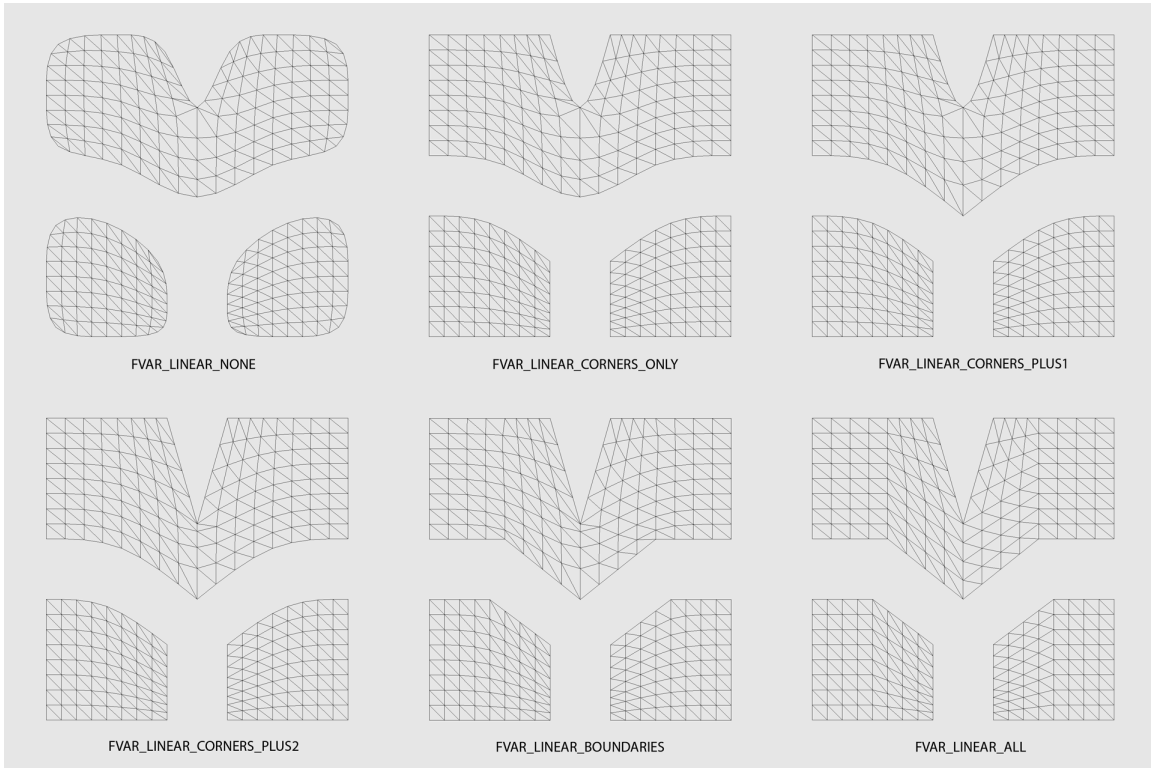 FVAR_LINEAR_NONE
FVAR_LINEAR_CORNERS_ONLY
FVAR_LINEAR_CORNERS_PLUS1
FVAR_LINEAR_CORNERS_PLUS2
FVAR_LINEAR_BOUNDARIES
FVAR_LINEAR_ALL